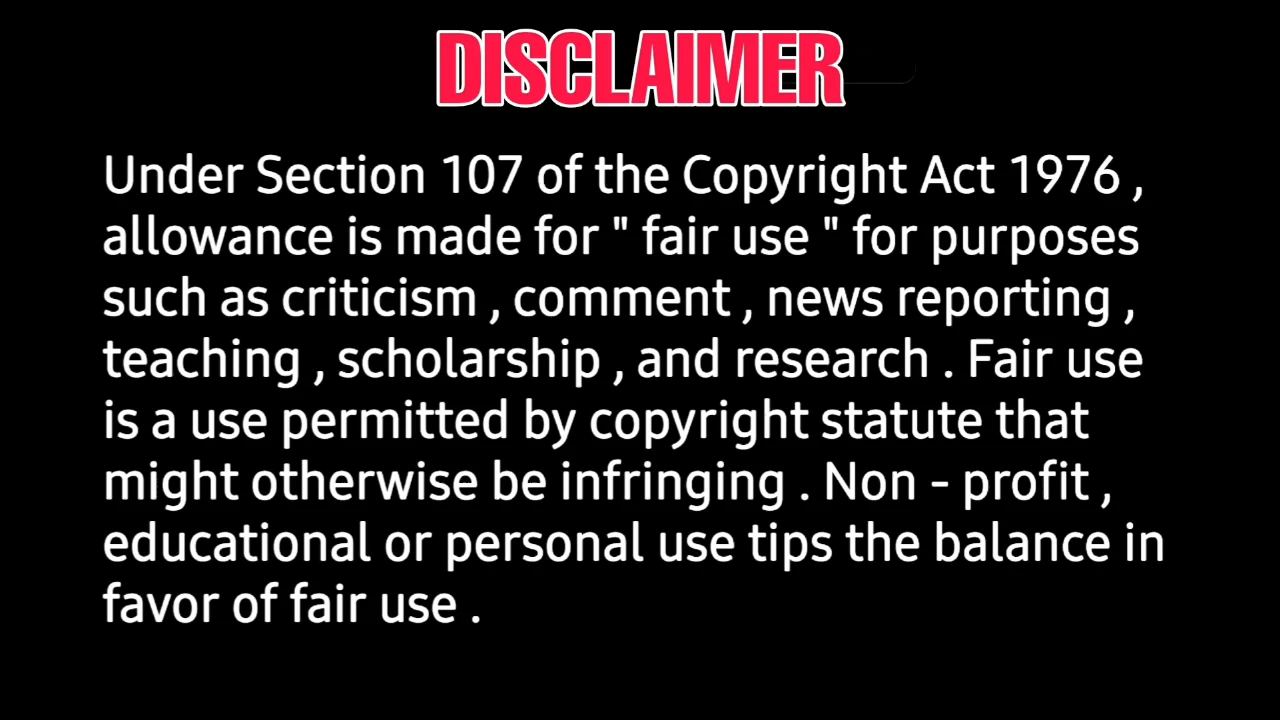 DISCLAIMER
Under Section 107 of the Copyright Act 1976 ,
allowance is made for " fair use " for purposes
such as criticism , comment , news reporting ,
teaching , scholarship , and research . Fair use
is a use permitted by copyright statute that
might otherwise be infringing . Non - profit ,
educational or personal use tips the balance in
favor of fair use .